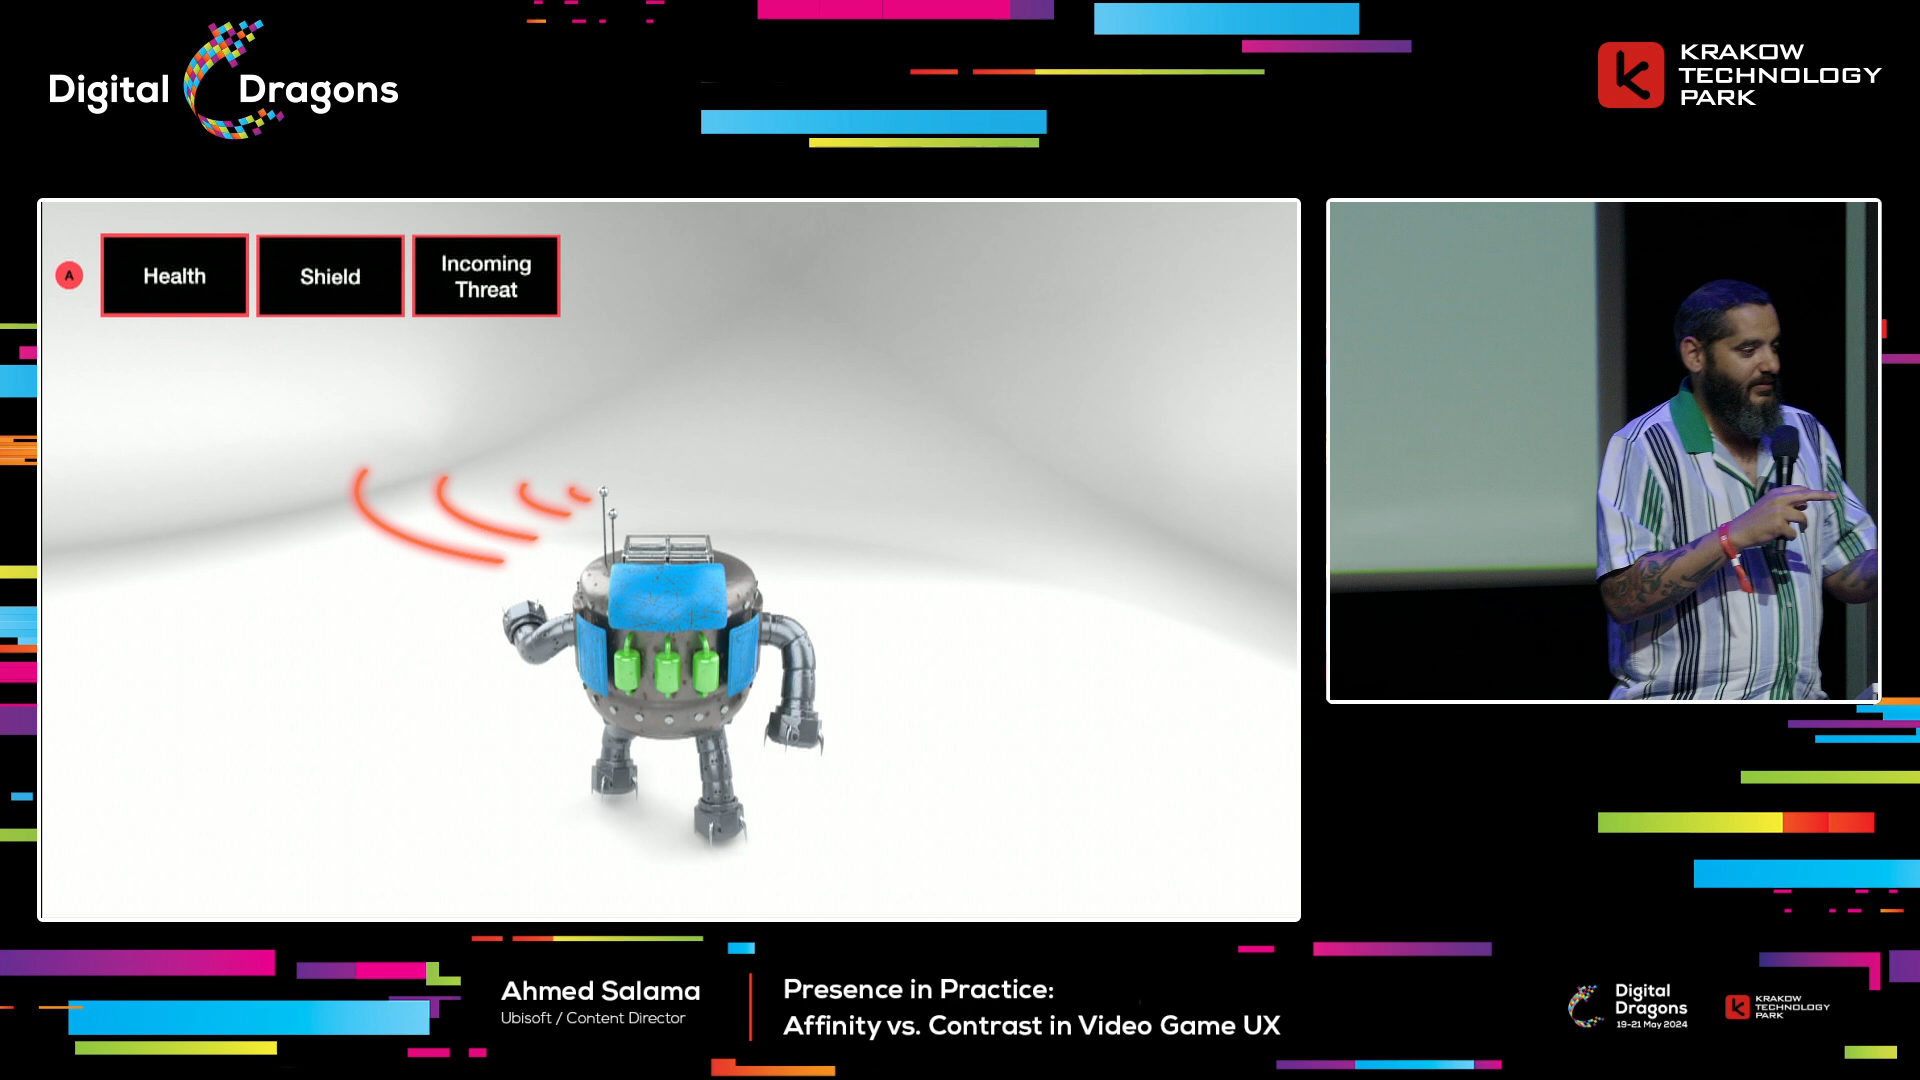 Digital Dragons
KRAKOW
TECHNOLOGY
PARK
A
Health
Shield
Incoming
Threat
Ahmed Salama
Ubisoft / Content Director
Presence in Practice:
Affinity vs. Contrast in Video Game UX
Digital
Dragons
19-21 May 2024
KRAKOW
TECHNOLOGY
PARK